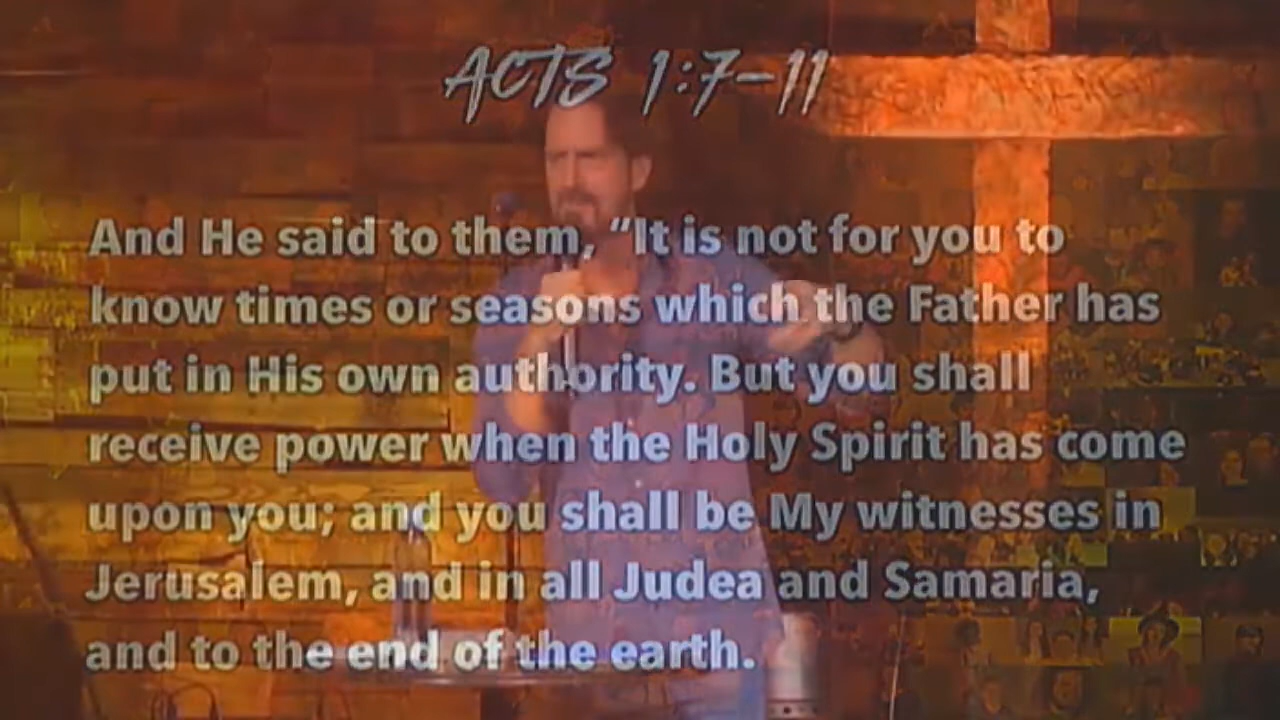 ACTS 1:7-11
And He said to them, “It is not for you to
know times or seasons which the Father has
put in His own authority. But you shall
receive power when the Holy Spirit has come
upon you; and you shall be My witnesses in
Jerusalem, and in all Judea and Samaria,
and to the end of the earth.